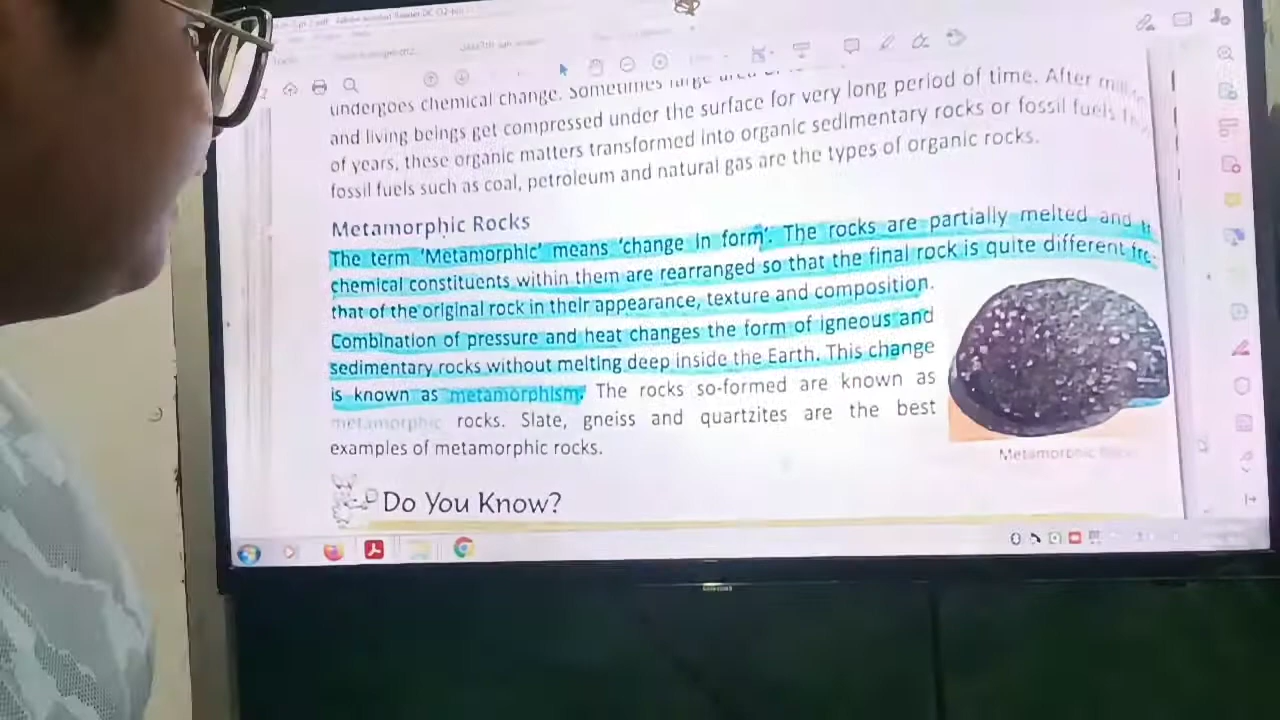 undergoes chemical change. Sometimes large area of
and living beings get compressed under the surface for very long period of time. After
of years, these organic matters transformed into organic sedimentary rocks or fossil fuels
fossil fuels such as coal, petroleum and natural gas are the types of organic rocks.
Metamorphic Rocks
The term 'Metamorphic' means 'change in form'. The rocks are partially melted and
chemical constituents within them are rearranged so that the final rock is quite different
that of the original rock in their appearance, texture and composition.
Combination of pressure and heat changes the form of igneous and
sedimentary rocks without melting deep inside the Earth. This change
is known as metamorphism. The rocks so-formed are known as
metamorphic rocks. Slate, gneiss and quartzites are the best
examples of metamorphic rocks.
Metamorphic Rock
Do You Know?
SAMSUNG